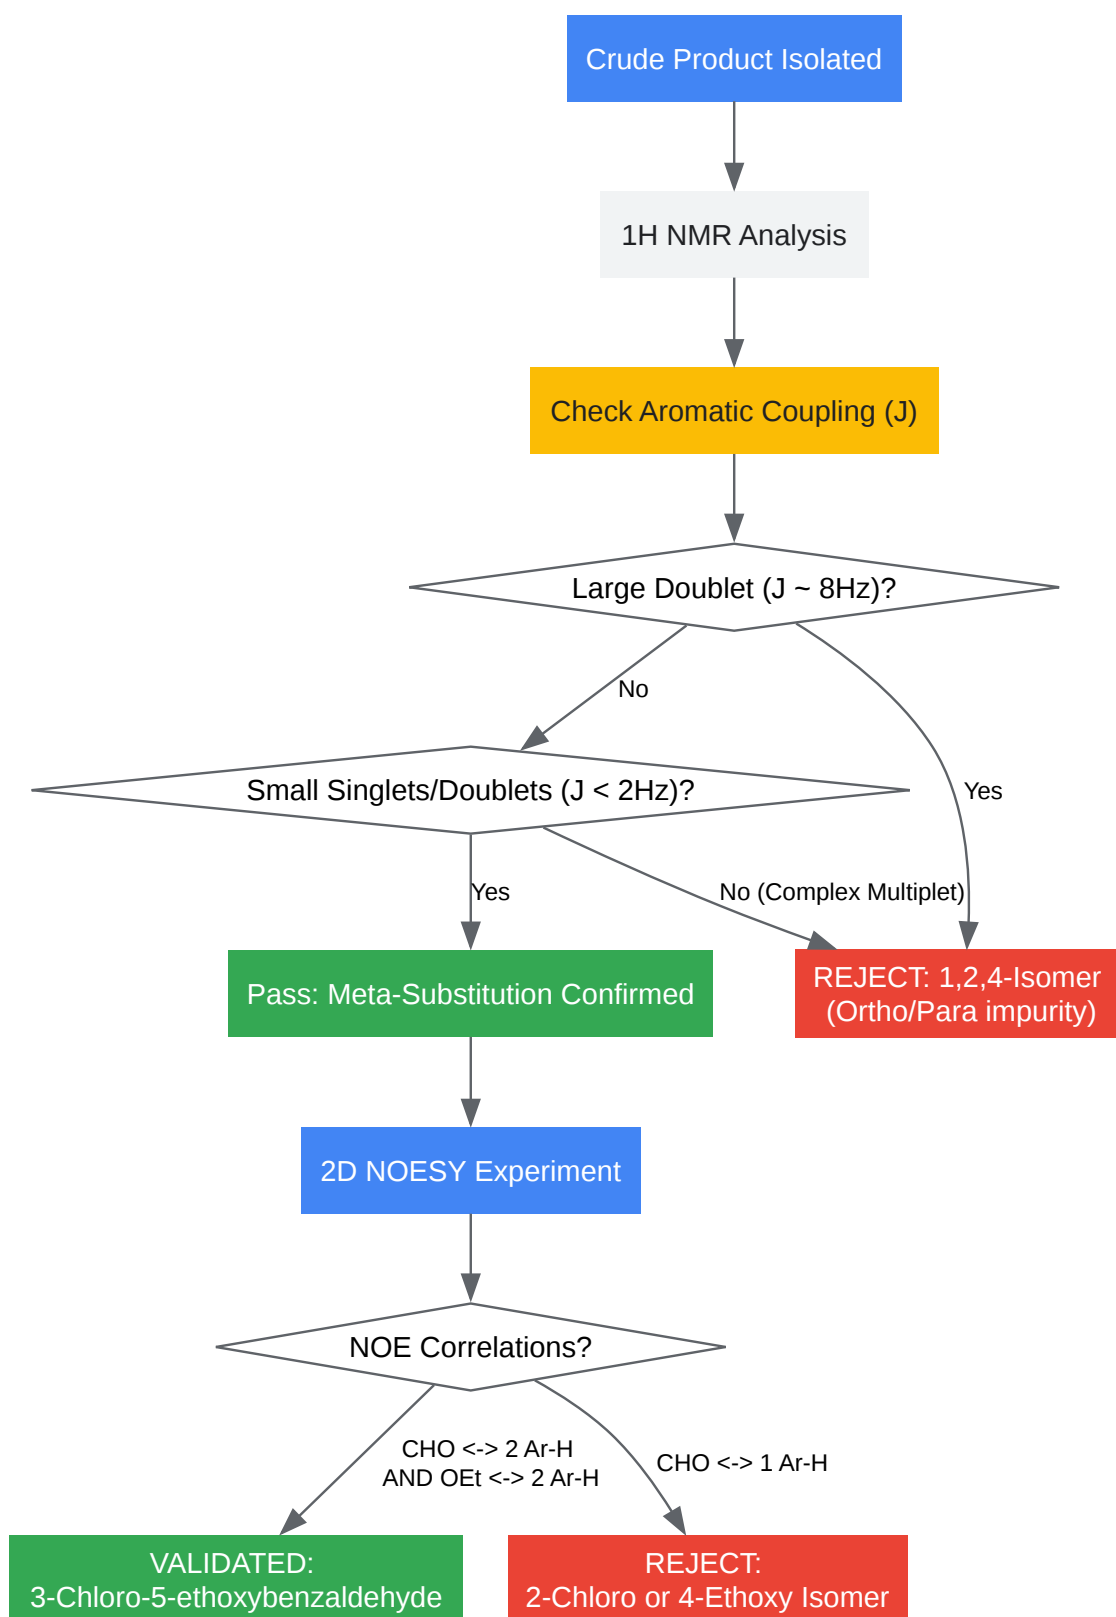 Crude Product Isolated
1H NMR Analysis
Check Aromatic Coupling (J)
Large Doublet (J ~ 8Hz)?
No
Small Singlets/Doublets (J < 2Hz)?
Yes
Yes
No (Complex Multiplet)
Pass: Meta-Substitution Confirmed
REJECT: 1,2,4-Isomer
(Ortho/Para impurity)
2D NOESY Experiment
NOE Correlations?
CHO <-> 2 Ar-H
AND OEt <-> 2 Ar-H
CHO <-> 1 Ar-H
VALIDATED:
3-Chloro-5-ethoxybenzaldehyde
REJECT:
2-Chloro or 4-Ethoxy Isomer